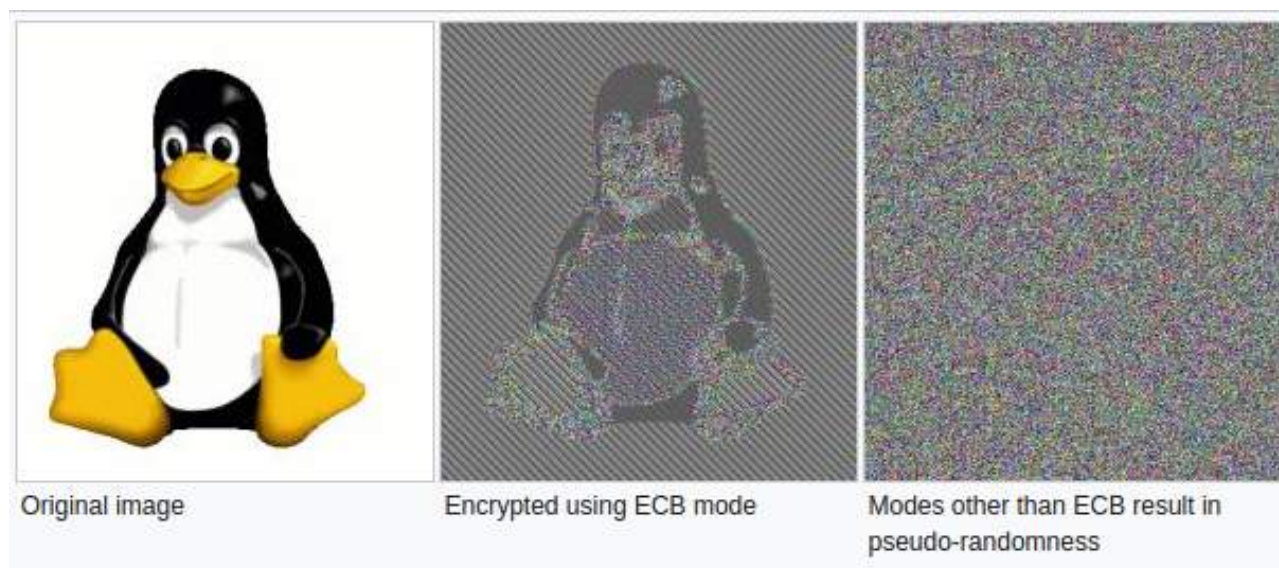 Original image
Encrypted using ECB mode
Modes other than ECB result in
pseudo-randomness